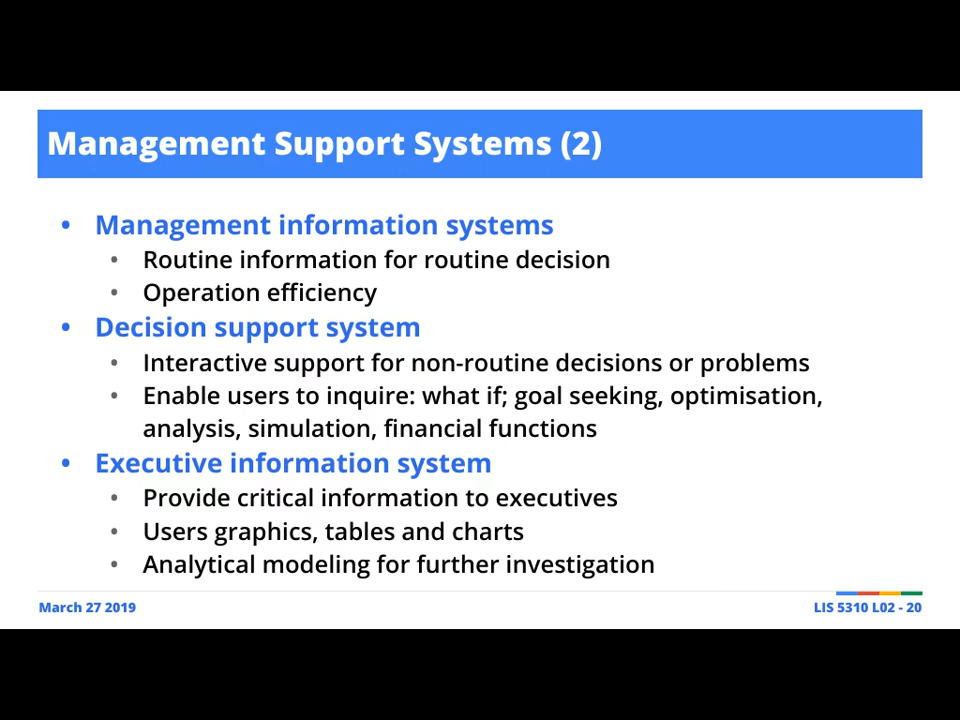 Management Support Systems (2)
• Management information systems
• Routine information for routine decision
• Operation efficiency
• Decision support system
• Interactive support for non-routine decisions or problems
• Enable users to inquire: what if; goal seeking, optimisation,
analysis, simulation, financial functions
• Executive information system
• Provide critical information to executives
• Users graphics, tables and charts
• Analytical modeling for further investigation
March 27 2019
LIS 5310 L02 - 20